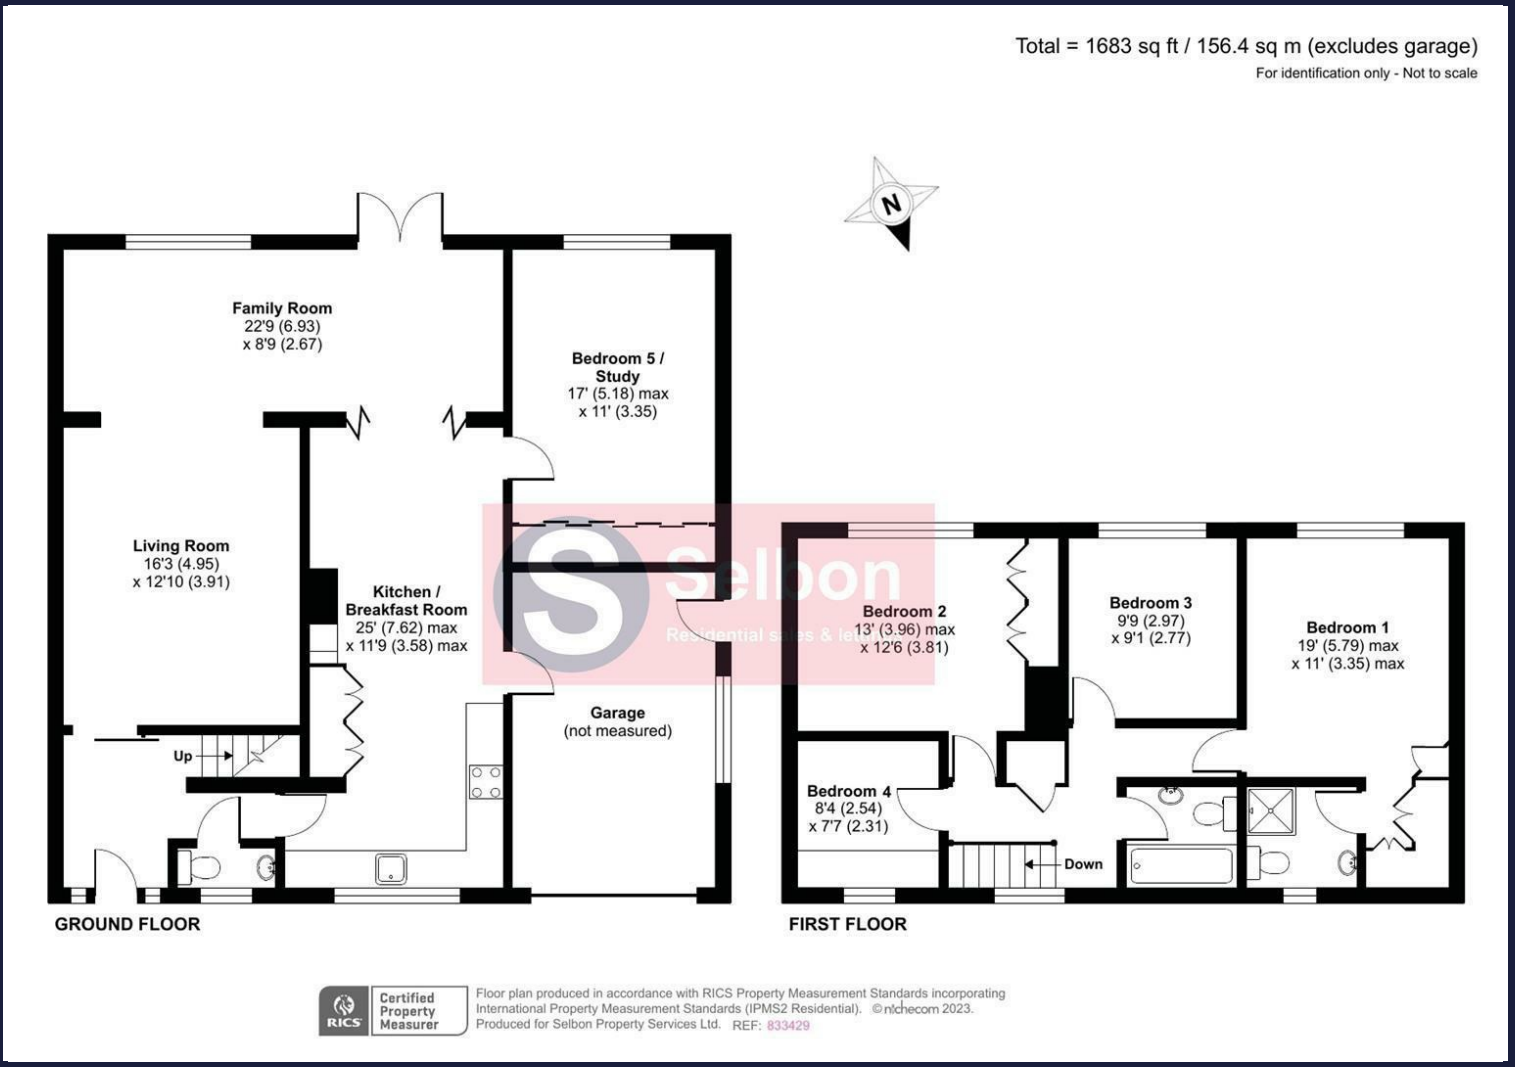 Total = 1683 sq ft / 156.4 sq m (excludes garage)
For identification only - Not to scale
N
Family Room
22'9 (6.93)
x 8'9 (2.67)
Bedroom 5 /
Study
17' (5.18) max
x 11' (3.35)
Living Room
16'3 (4.95)
x 12'10 (3.91)
Kitchen /
Breakfast Room
25' (7.62) max
x 11'9 (3.58) max
S
Selbon
Residential sales & lettings
Garage
(not measured)
Up
Bedroom 2
13' (3.96) max
x 12'6 (3.81)
Bedroom 3
9'9 (2.97)
x 9'1 (2.77)
Bedroom 1
19' (5.79) max
x 11' (3.35) max
Bedroom 4
8'4 (2.54)
x 7'7 (2.31)
Down
GROUND FLOOR
FIRST FLOOR
RICS
Certified
Property
Measurer
Floor plan produced in accordance with RICS Property Measurement Standards incorporating
International Property Measurement Standards (IPMS2 Residential). © nichecom 2023.
Produced for Selbon Property Services Ltd. REF: 833429